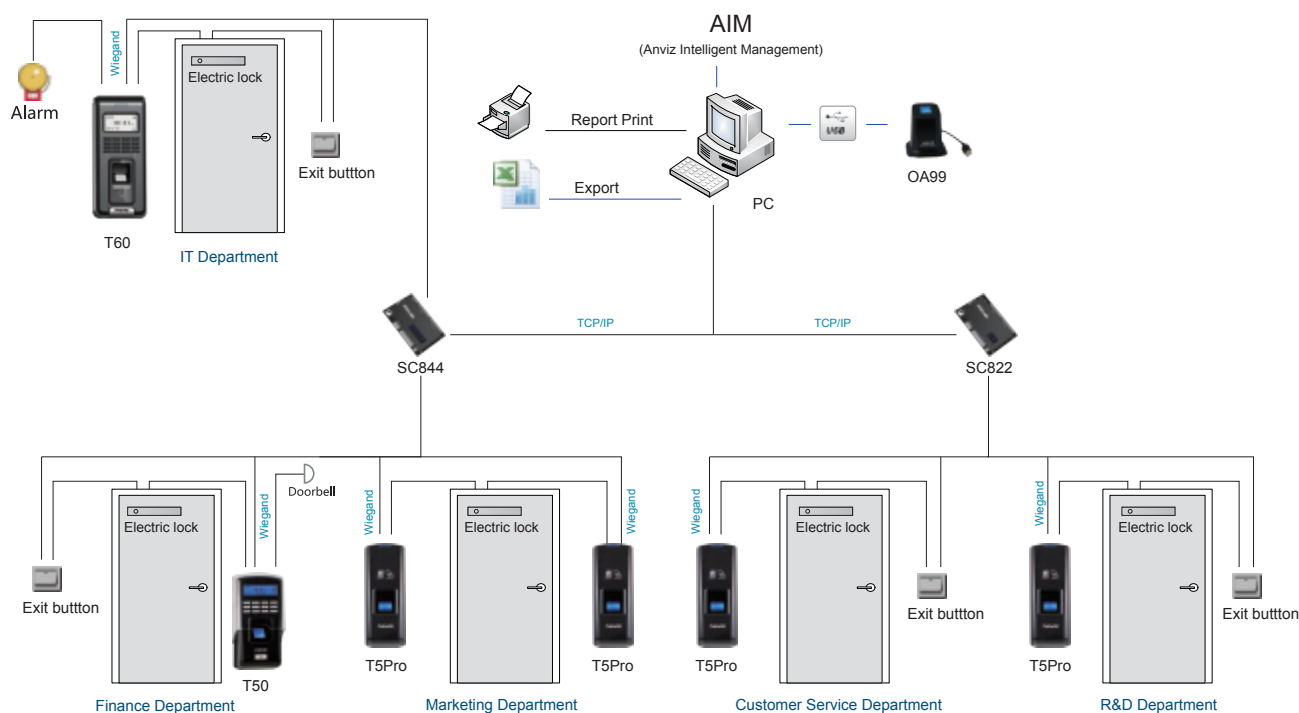 AIM
(Anviz Intelligent Management)
Wiegand
Electric lock
Alarm
Exit buttton
T60
IT Department
Report Print
Export
PC
USB
OA99
TCP/IP
TCP/IP
SC844
SC822
Doorbell
Wiegand
Wiegand
Wiegand
Wiegand
Wiegand
Electric lock
Electric lock
Electric lock
Electric lock
Exit buttton
Exit buttton
Exit buttton
T50
T5Pro
T5Pro
T5Pro
T5Pro
Finance Department
Marketing Department
Customer Service Department
R&D Department